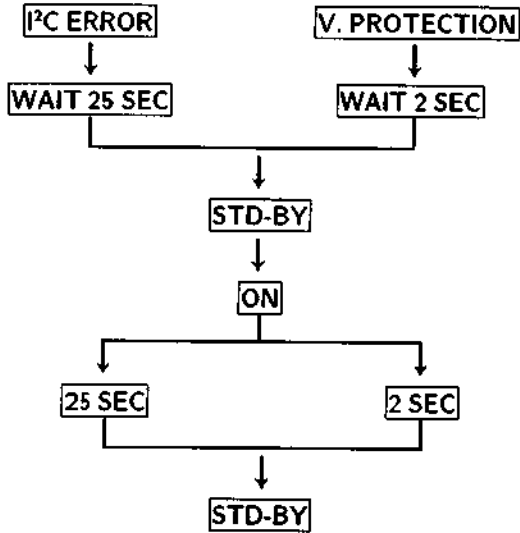 I²C ERROR
V. PROTECTION
WAIT 25 SEC
WAIT 2 SEC
STD-BY
ON
25 SEC
2 SEC
STD-BY